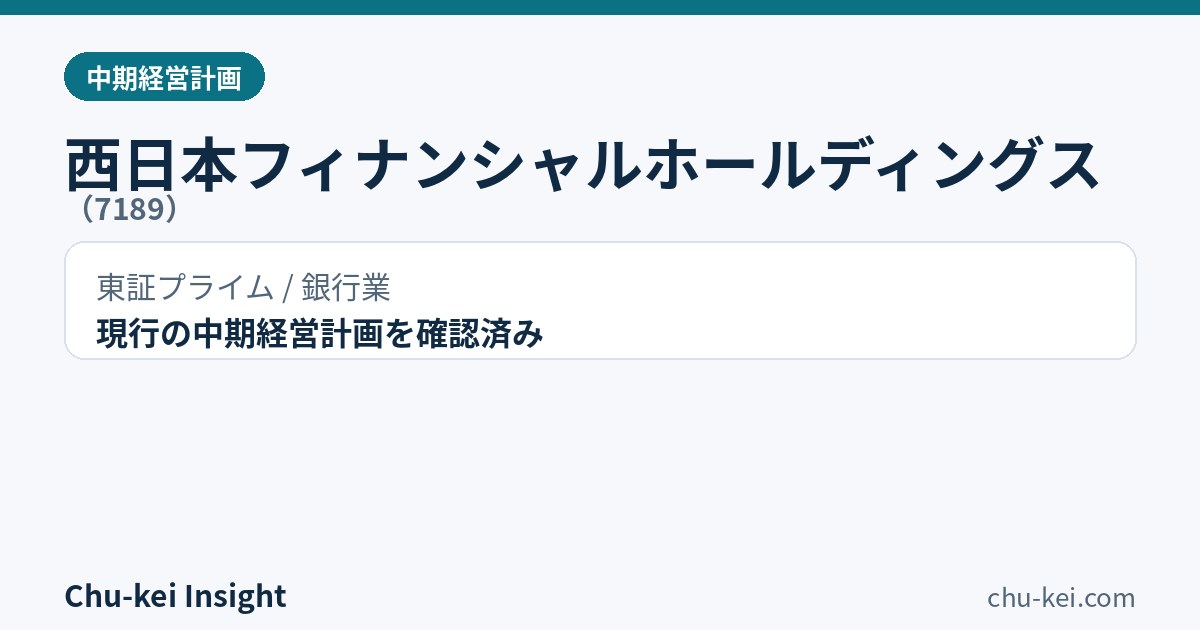 中期経営計画
西日本フィナンシャルホールディングス
（7189）
東証プライム / 銀行業
現行の中期経営計画を確認済み
Chu-kei Insight
chu-kei.com